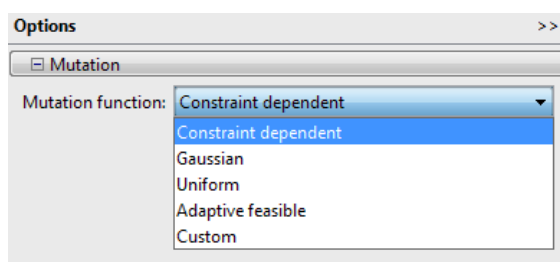 Options >>
Mutation
Mutation function: Constraint dependent
Constraint dependent
Gaussian
Uniform
Adaptive feasible
Custom